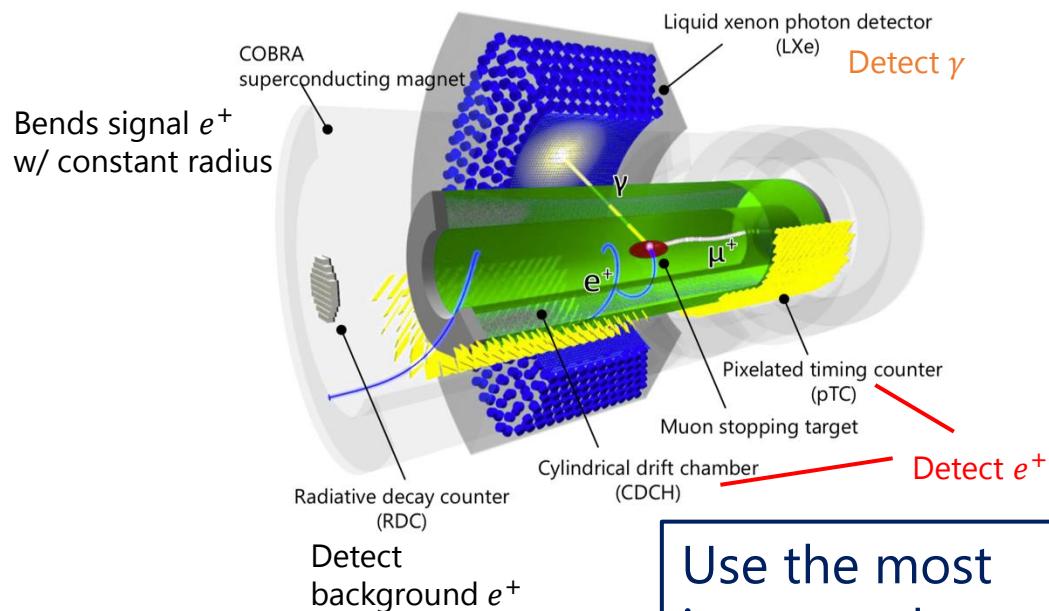 Liquid xenon photon detector
(LXe)
Detect γ
COBRA
superconducting magnet
Bends signal e⁺
w/ constant radius
γ
μ⁺
e⁺
Pixelated timing counter
(pTC)
Muon stopping target
Detect e⁺
Cylindrical drift chamber
(CDCH)
Radiative decay counter
(RDC)
Detect
background e⁺
Use the most